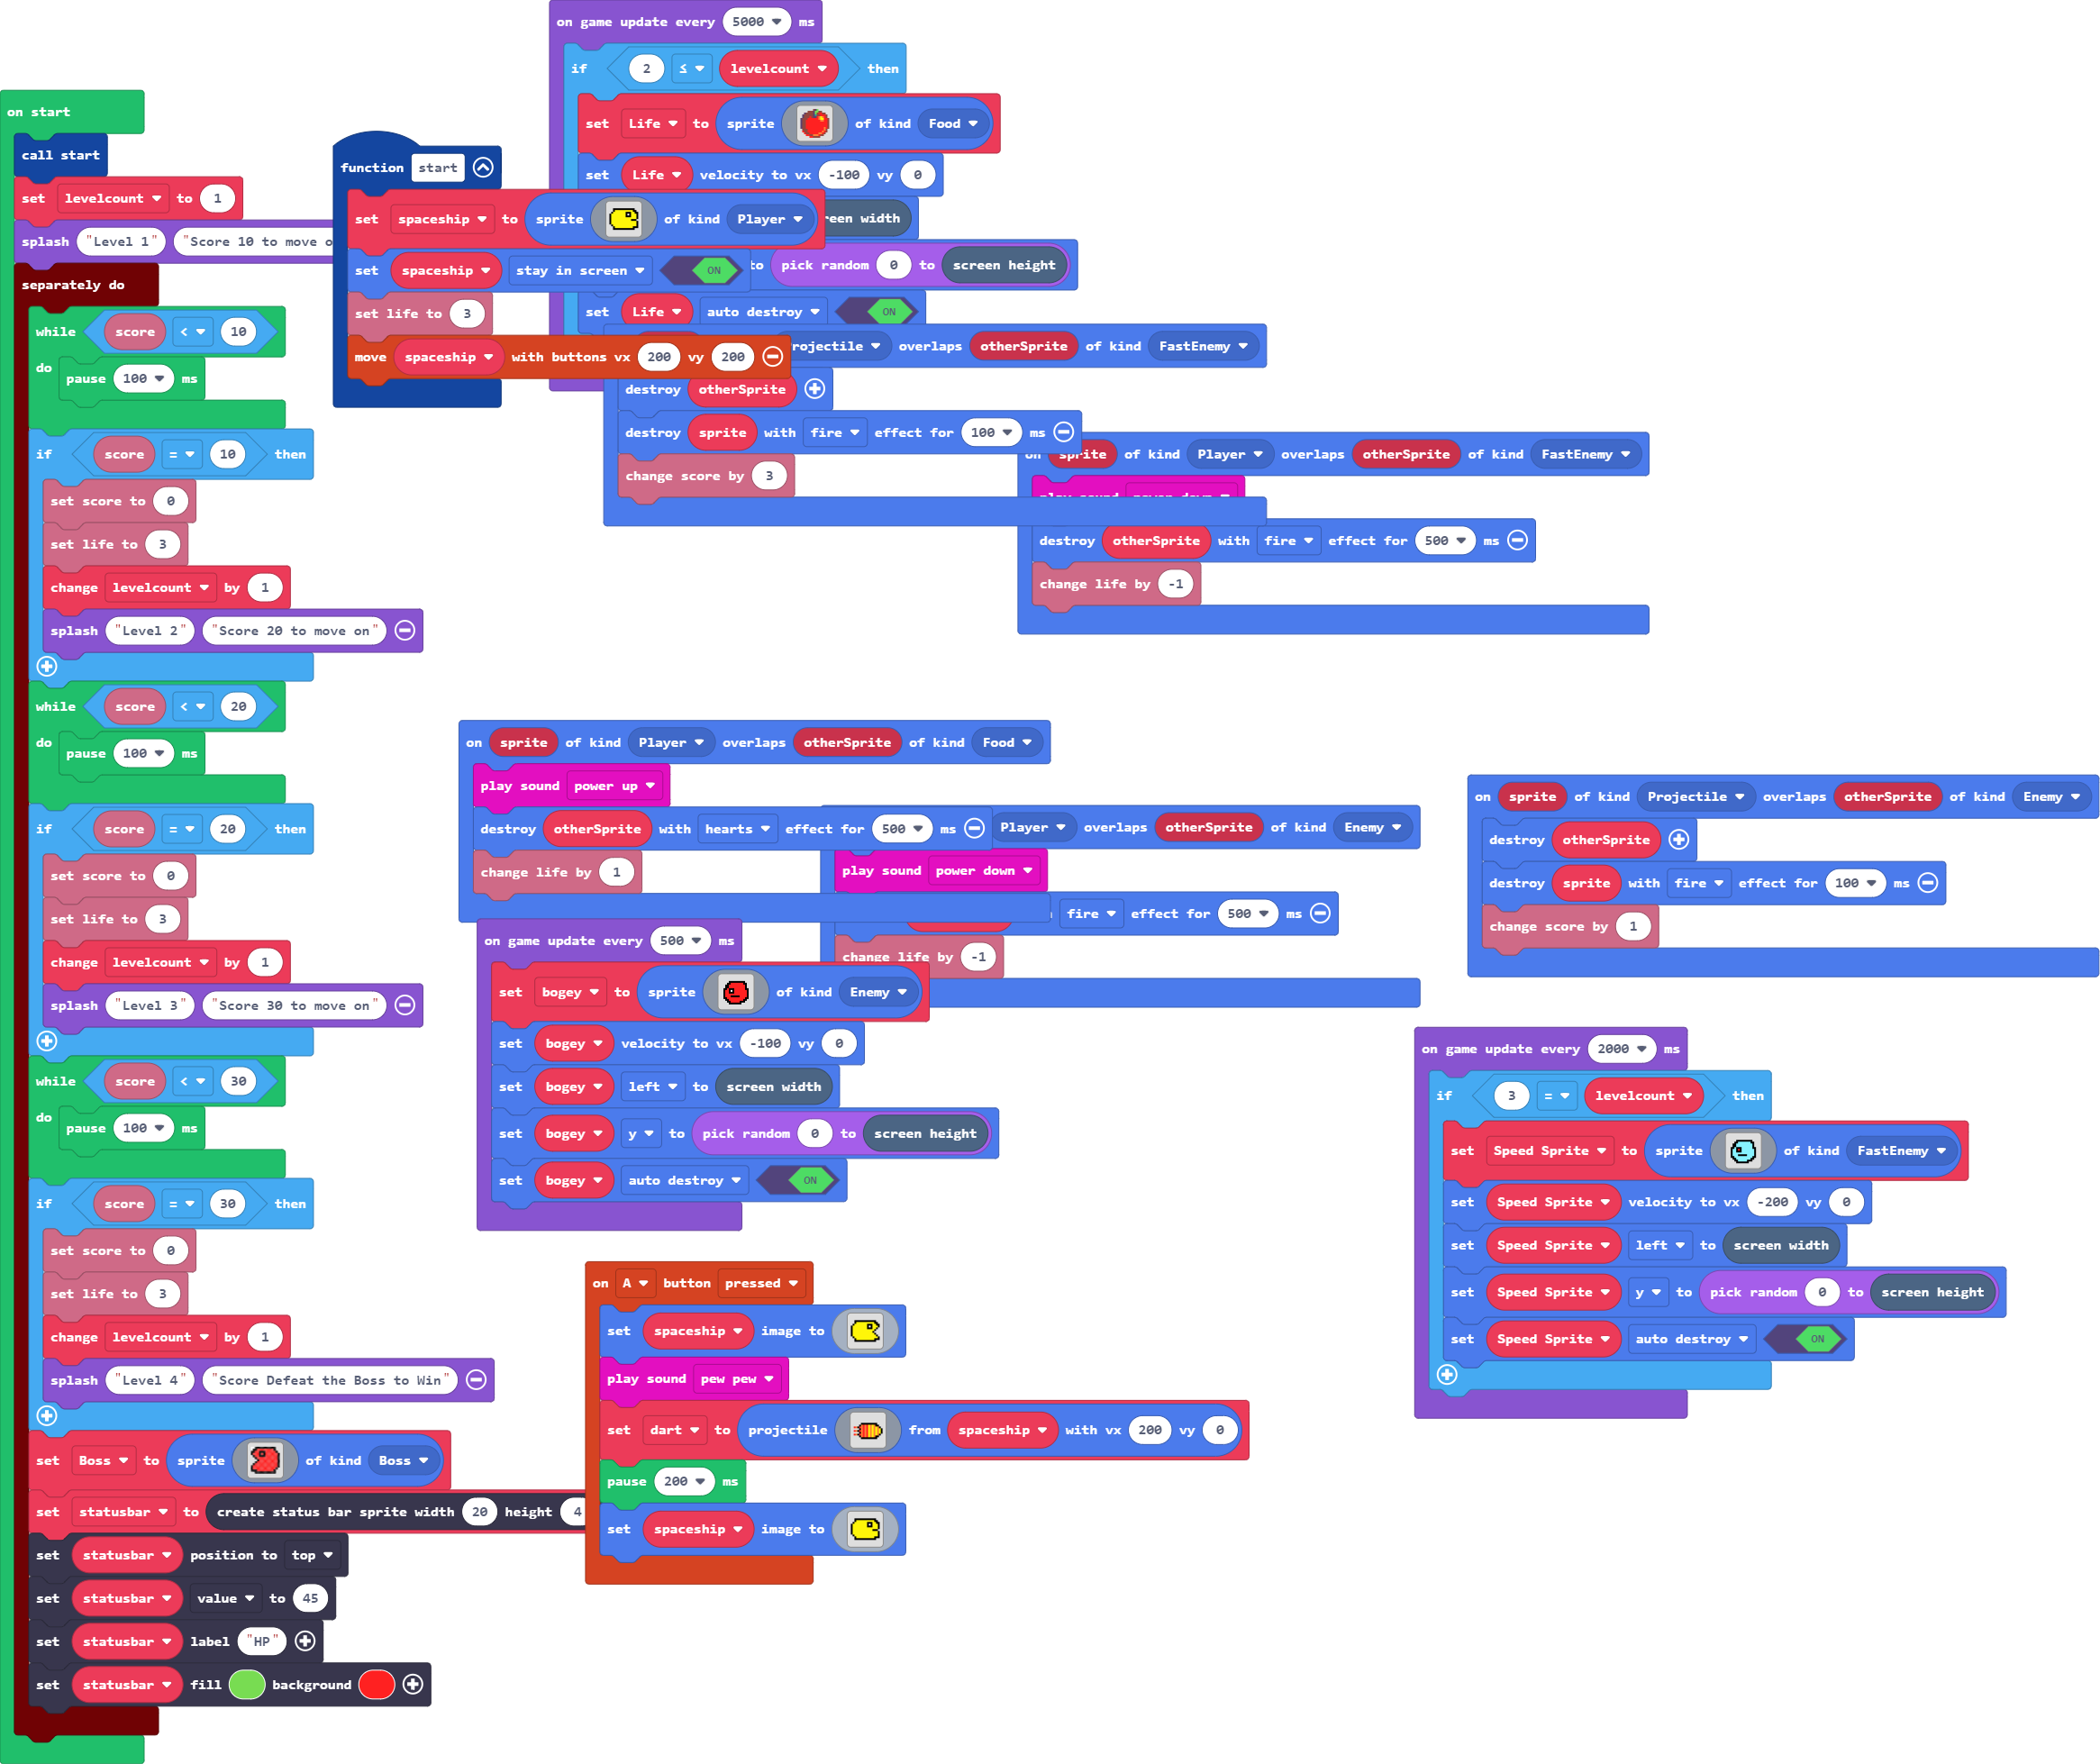 on start
call start
set levelcount to 1
splash "Level 1" "Score 10 to move o
separately do
while score < 10
do
pause 100 ms
if score = 10 then
set score to 0
set life to 3
change levelcount by 1
splash "Level 2" "Score 20 to move on"
while score < 20
do
pause 100 ms
if score = 20 then
set score to 0
set life to 3
change levelcount by 1
splash "Level 3" "Score 30 to move on"
while score < 30
do
pause 100 ms
if score = 30 then
set score to 0
set life to 3
change levelcount by 1
splash "Level 4" "Score Defeat the Boss to Win"
set Boss to sprite of kind Boss
set statusbar to create status bar sprite width 20 height 4
set statusbar position to top
set statusbar value to 45
set statusbar label "HP"
set statusbar fill background
function start
set spaceship to sprite of kind Player
set spaceship stay in screen ON
set life to 3
move spaceship with buttons vx 200 vy 200
on game update every 5000 ms
if 2 ≤ levelcount then
set Life to sprite of kind Food
set Life velocity to vx -100 vy 0
reen width
to pick random 0 to screen height
set Life auto destroy ON
rojectile overlaps otherSprite of kind FastEnemy
destroy otherSprite
destroy sprite with fire effect for 100 ms
change score by 3
on sprite of kind Player overlaps otherSprite of kind FastEnemy
play sound power down
destroy otherSprite with fire effect for 500 ms
change life by -1
on sprite of kind Player overlaps otherSprite of kind Food
play sound power up
destroy otherSprite with hearts effect for 500 ms
change life by 1
Player overlaps otherSprite of kind Enemy
play sound power down
fire effect for 500 ms
change life by -1
on sprite of kind Projectile overlaps otherSprite of kind Enemy
destroy otherSprite
destroy sprite with fire effect for 100 ms
change score by 1
on game update every 500 ms
set bogey to sprite of kind Enemy
set bogey velocity to vx -100 vy 0
set bogey left to screen width
set bogey y to pick random 0 to screen height
set bogey auto destroy ON
on game update every 2000 ms
if 3 = levelcount then
set Speed Sprite to sprite of kind FastEnemy
set Speed Sprite velocity to vx -200 vy 0
set Speed Sprite left to screen width
set Speed Sprite y to pick random 0 to screen height
set Speed Sprite auto destroy ON
on A button pressed
set spaceship image to
play sound pew pew
set dart to projectile from spaceship with vx 200 vy 0
pause 200 ms
set spaceship image to